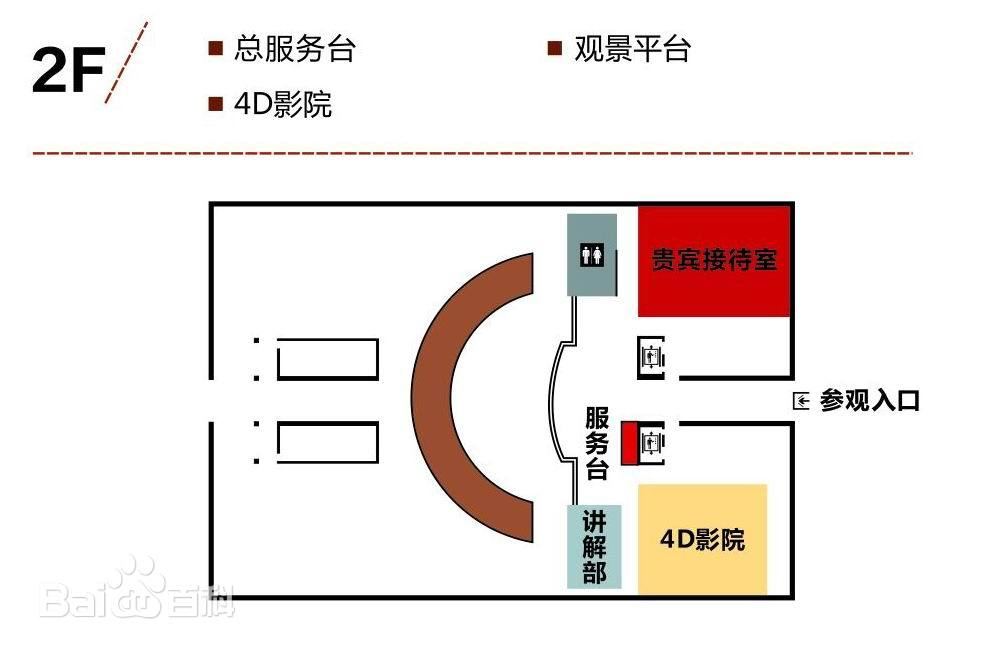 2F
总服务台
观景平台
4D影院
贵宾接待室
参观入口
服务台
讲解部
4D影院
Bai百科